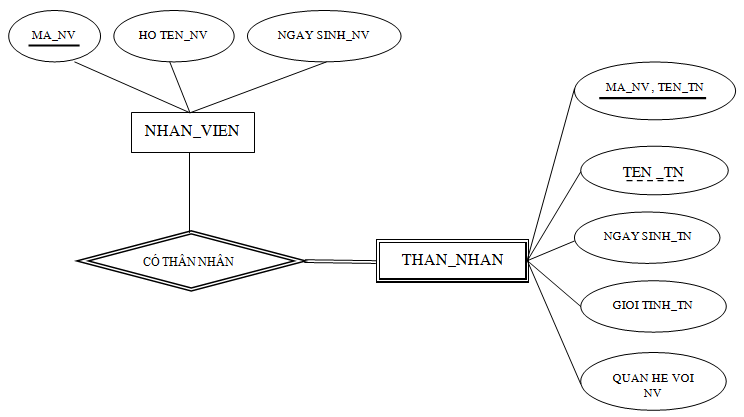 MA_NV
HO TEN_NV
NGAY SINH_NV
MA_NV , TEN_TN
NHAN_VIEN
TEN _TN
NGAY SINH_TN
CÓ THÂN NHÂN
THAN_NHAN
GIOI TINH_TN
QUAN HE VOI
NV